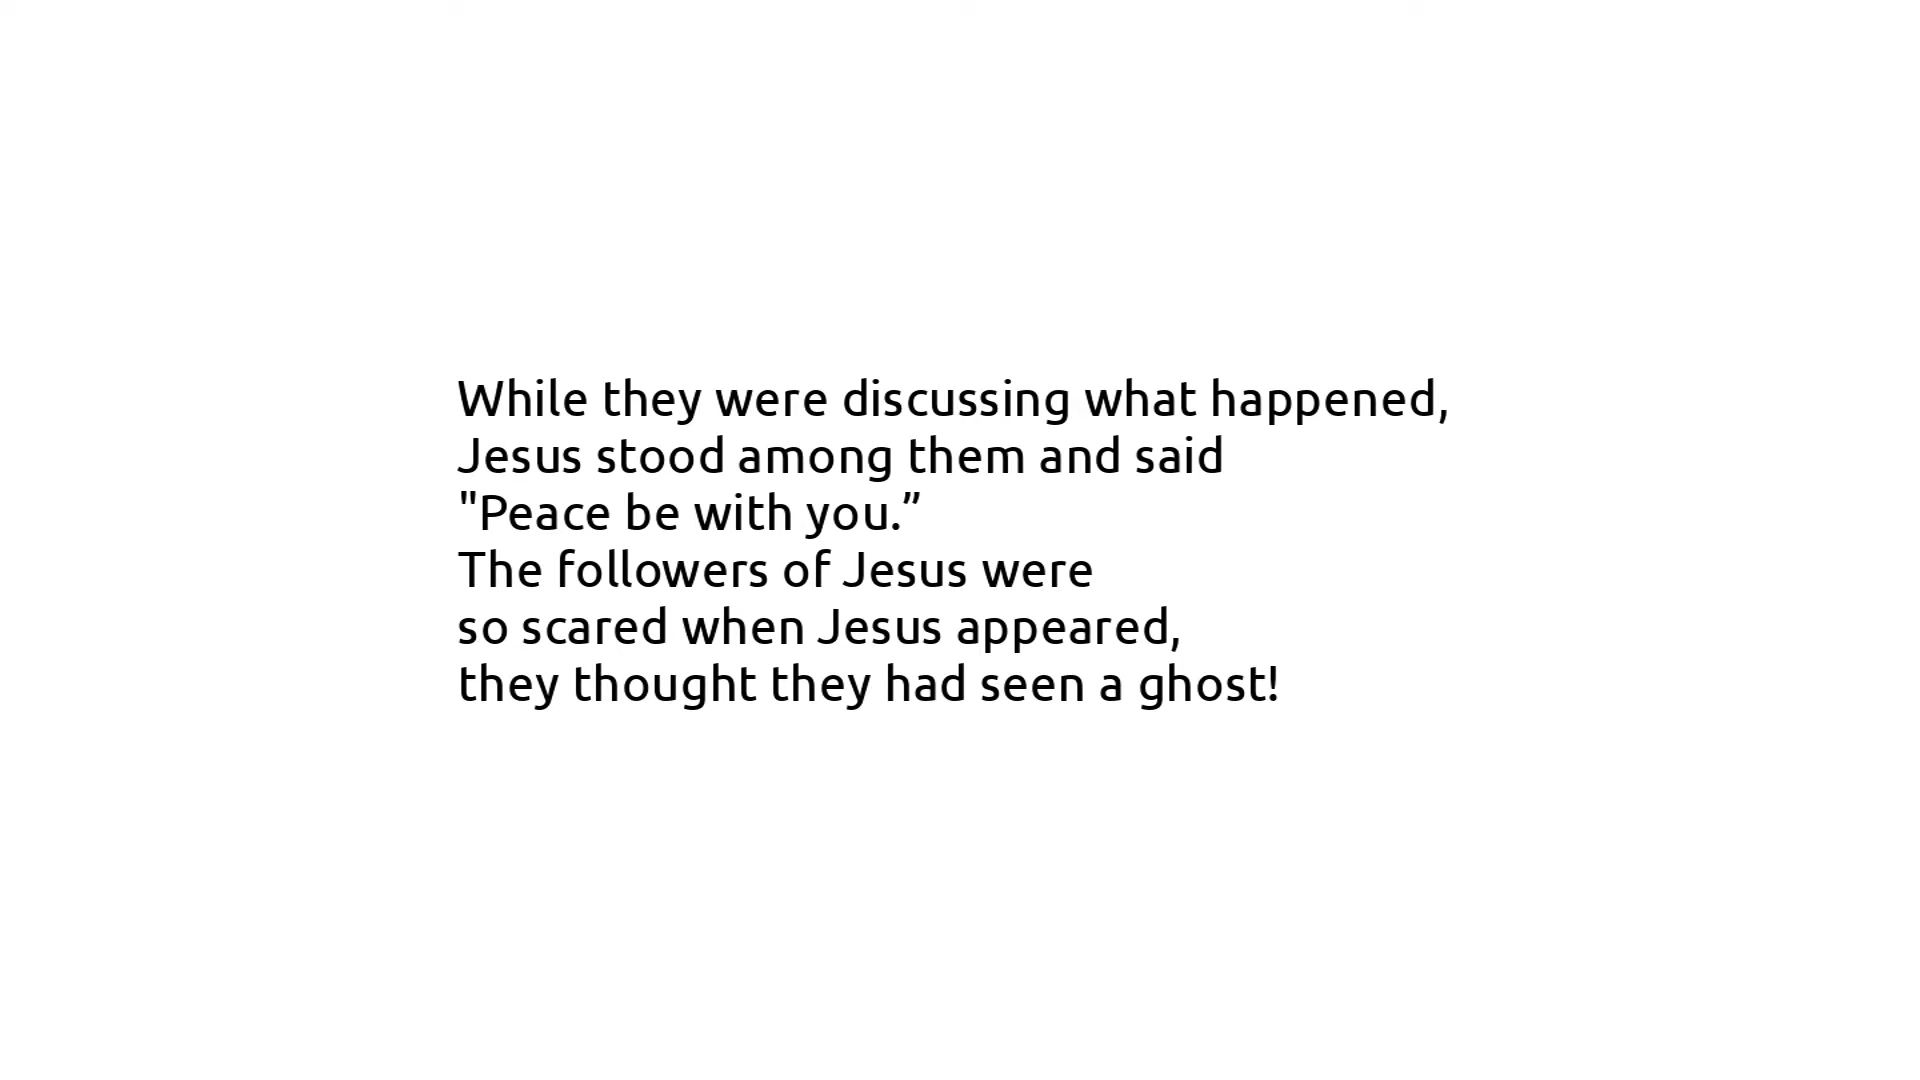 While they were discussing what happened,
Jesus stood among them and said
"Peace be with you.”
The followers of Jesus were
so scared when Jesus appeared,
they thought they had seen a ghost!